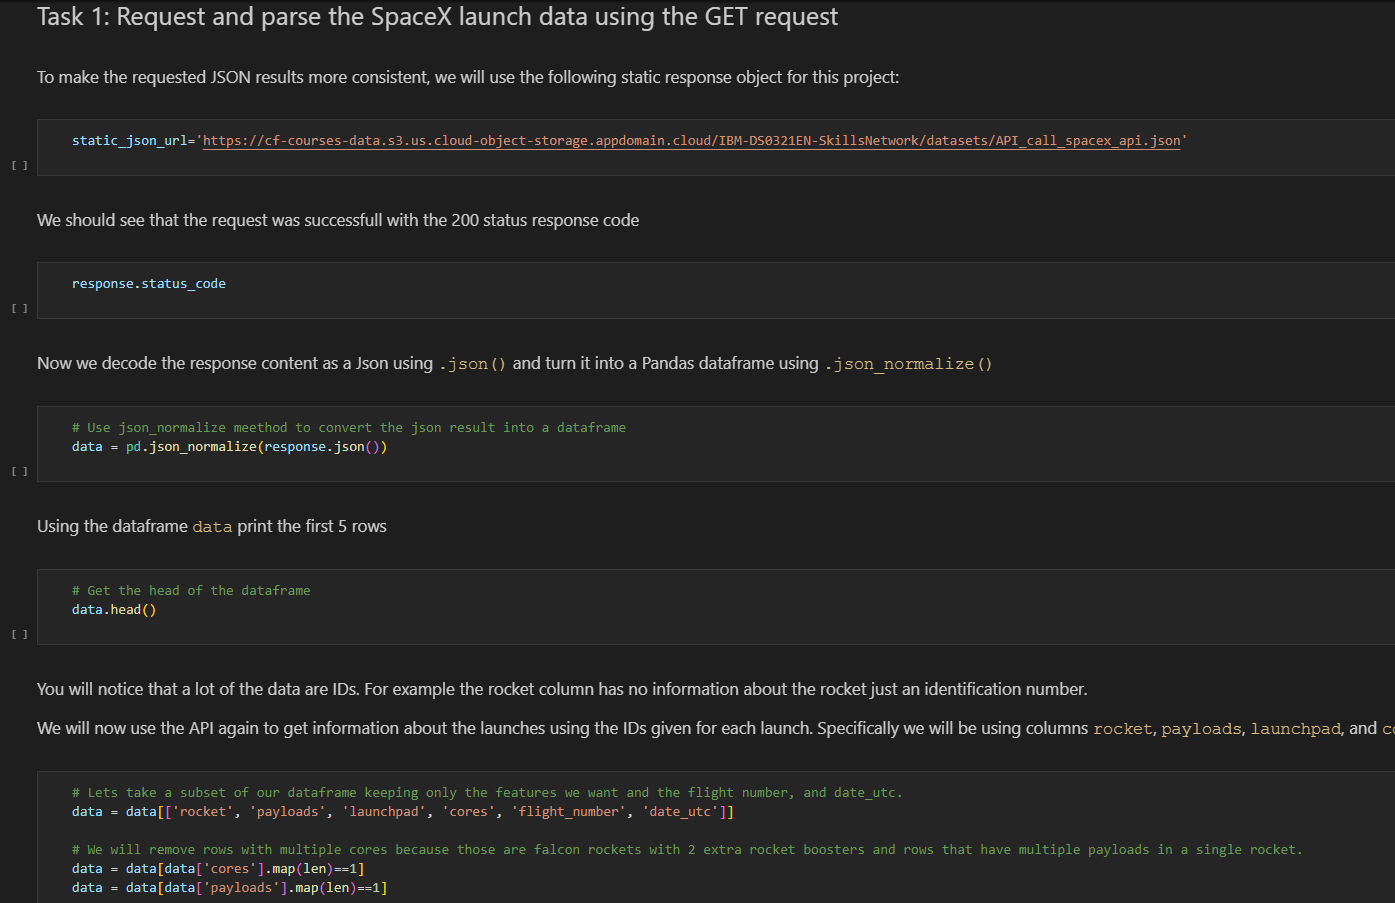 Task 1: Request and parse the SpaceX launch data using the GET request
To make the requested JSON results more consistent, we will use the following static response object for this project:
static_json_url='https://cf-courses-data.s3.us.cloud-object-storage.appdomain.cloud/IBM-DS0321EN-SkillsNetwork/datasets/API_call_spacex_api.json'
[ ]
We should see that the request was successfull with the 200 status response code
response.status_code
[ ]
Now we decode the response content as a Json using .json() and turn it into a Pandas dataframe using .json_normalize()
# Use json_normalize meethod to convert the json result into a dataframe
data = pd.json_normalize(response.json())
[ ]
Using the dataframe data print the first 5 rows
# Get the head of the dataframe
data.head()
[ ]
You will notice that a lot of the data are IDs. For example the rocket column has no information about the rocket just an identification number.
We will now use the API again to get information about the launches using the IDs given for each launch. Specifically we will be using columns rocket, payloads, launchpad, and
# Lets take a subset of our dataframe keeping only the features we want and the flight number, and date_utc.
data = data[['rocket', 'payloads', 'launchpad', 'cores', 'flight_number', 'date_utc']]
# We will remove rows with multiple cores because those are falcon rockets with 2 extra rocket boosters and rows that have multiple payloads in a single rocket.
data = data[data['cores'].map(len)==1]
data = data[data['payloads'].map(len)==1]